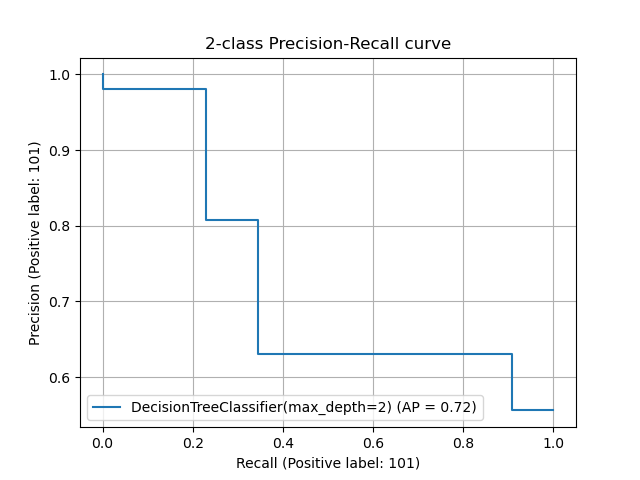 2-class Precision-Recall curve
1.0
0.9
0.8
0.7
0.6
Precision (Positive label: 101)
DecisionTreeClassifier(max_depth=2) (AP = 0.72)
0.0 0.2 0.4 0.6 0.8 1.0
Recall (Positive label: 101)